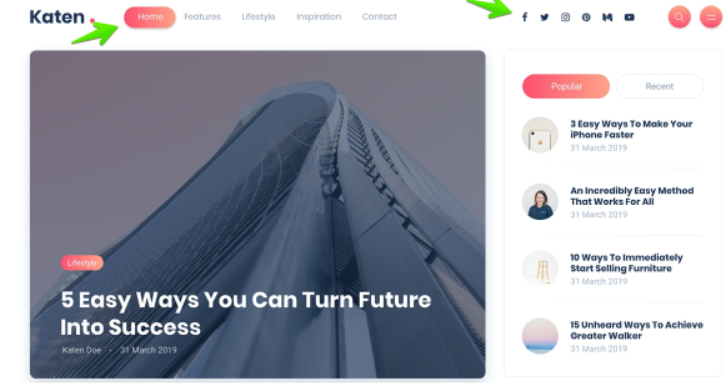 Katen.
Home Features Lifestyle Inspiration Contact
Popular Recent
3 Easy Ways To Make Your
iPhone Faster
31 March 2019
An Incredibly Easy Method
That Works For All
31 March 2019
10 Ways To Immediately
Start Selling Furniture
31 March 2019
15 Unheard Ways To Achieve
Greater Walker
31 March 2019
Lifestyle
5 Easy Ways You Can Turn Future
Into Success
Katen Doe • 31 March 2019